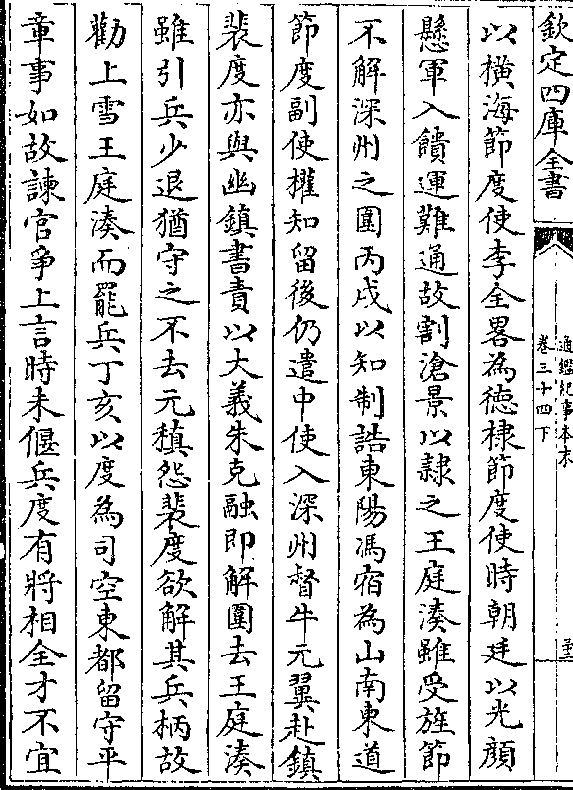 欽定四庫全書
通鑑紀事本末
卷三十四下
以橫海節度使李全畧為徳棣節度使時朝廷以光顔
懸軍入饋運難通故割滄景以隷之王庭湊雖受旌節
不解深州之圍丙戌以知制誥東陽馮宿為山南東道
節度副使權知留後仍遣中使入深州督牛元翼赴鎮
裴度亦與幽鎮書責以大義朱克融即解圍去王庭湊
雖引兵少退猶守之不去元稹怨裴度欲解其兵柄故
勸上雪王庭湊而罷兵丁亥以度為司空東都留守平
章事如故諫官爭上言時未偃兵度有將相全才不宜